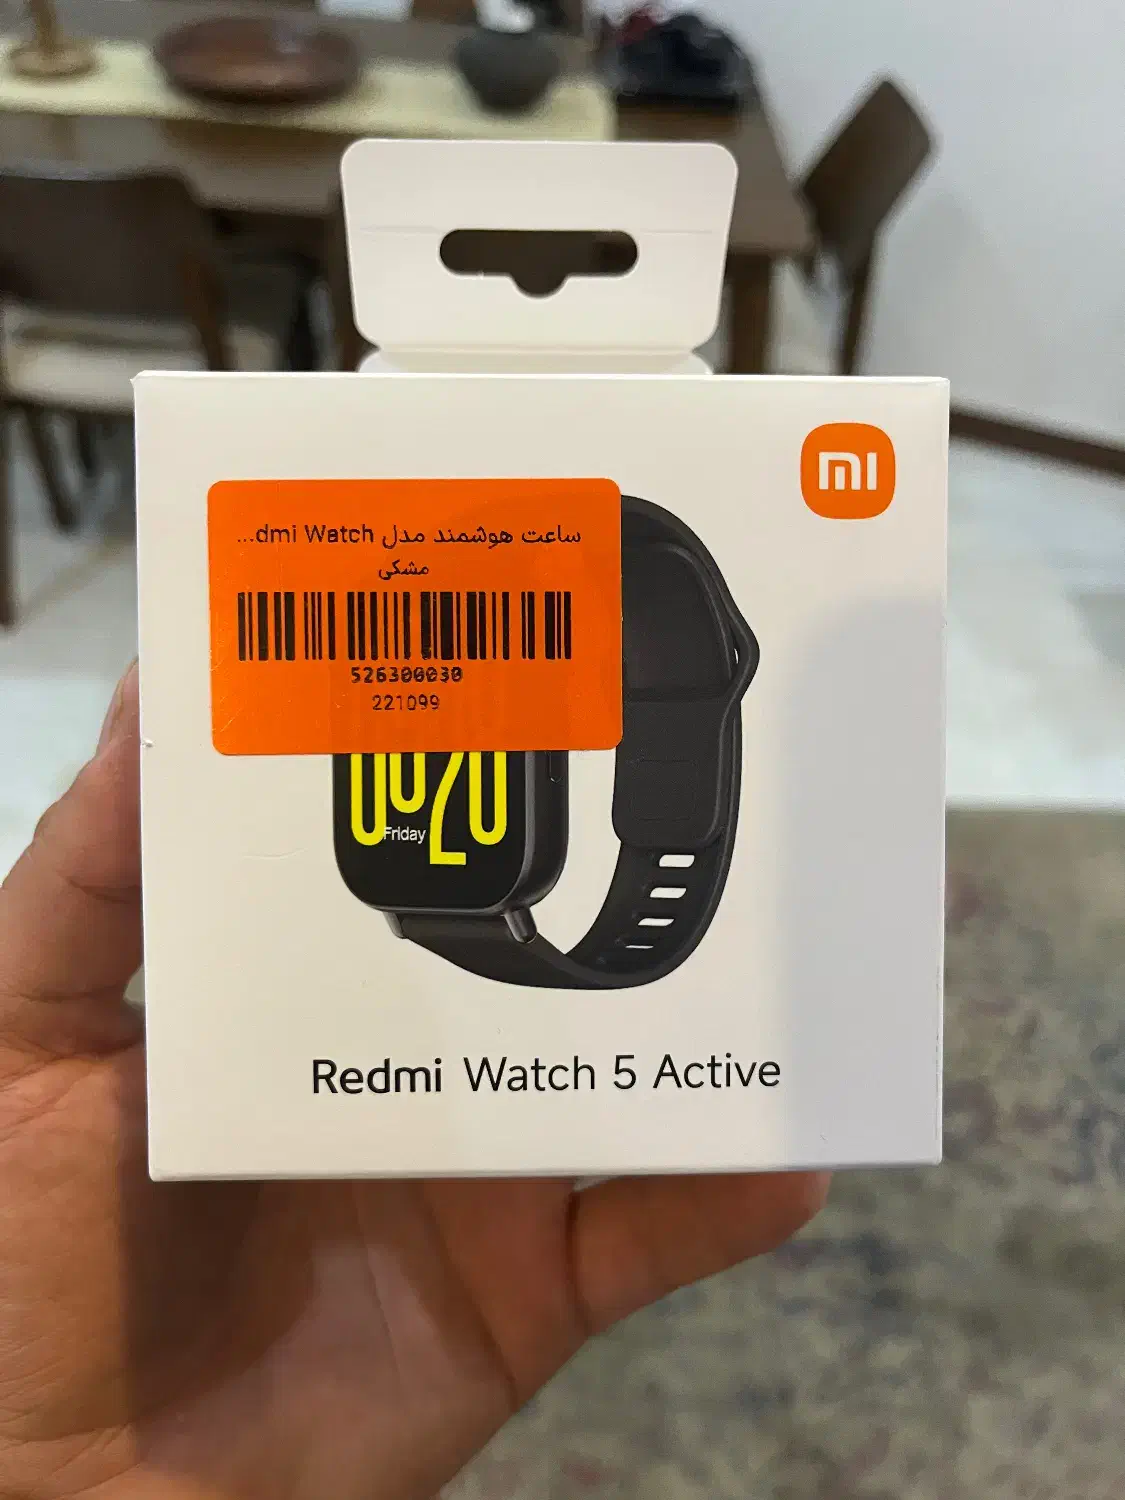 mi
ساعت هوشمند مدل dmi Watch...
مشکی
526300030
221099
Friday
Redmi Watch 5 Active